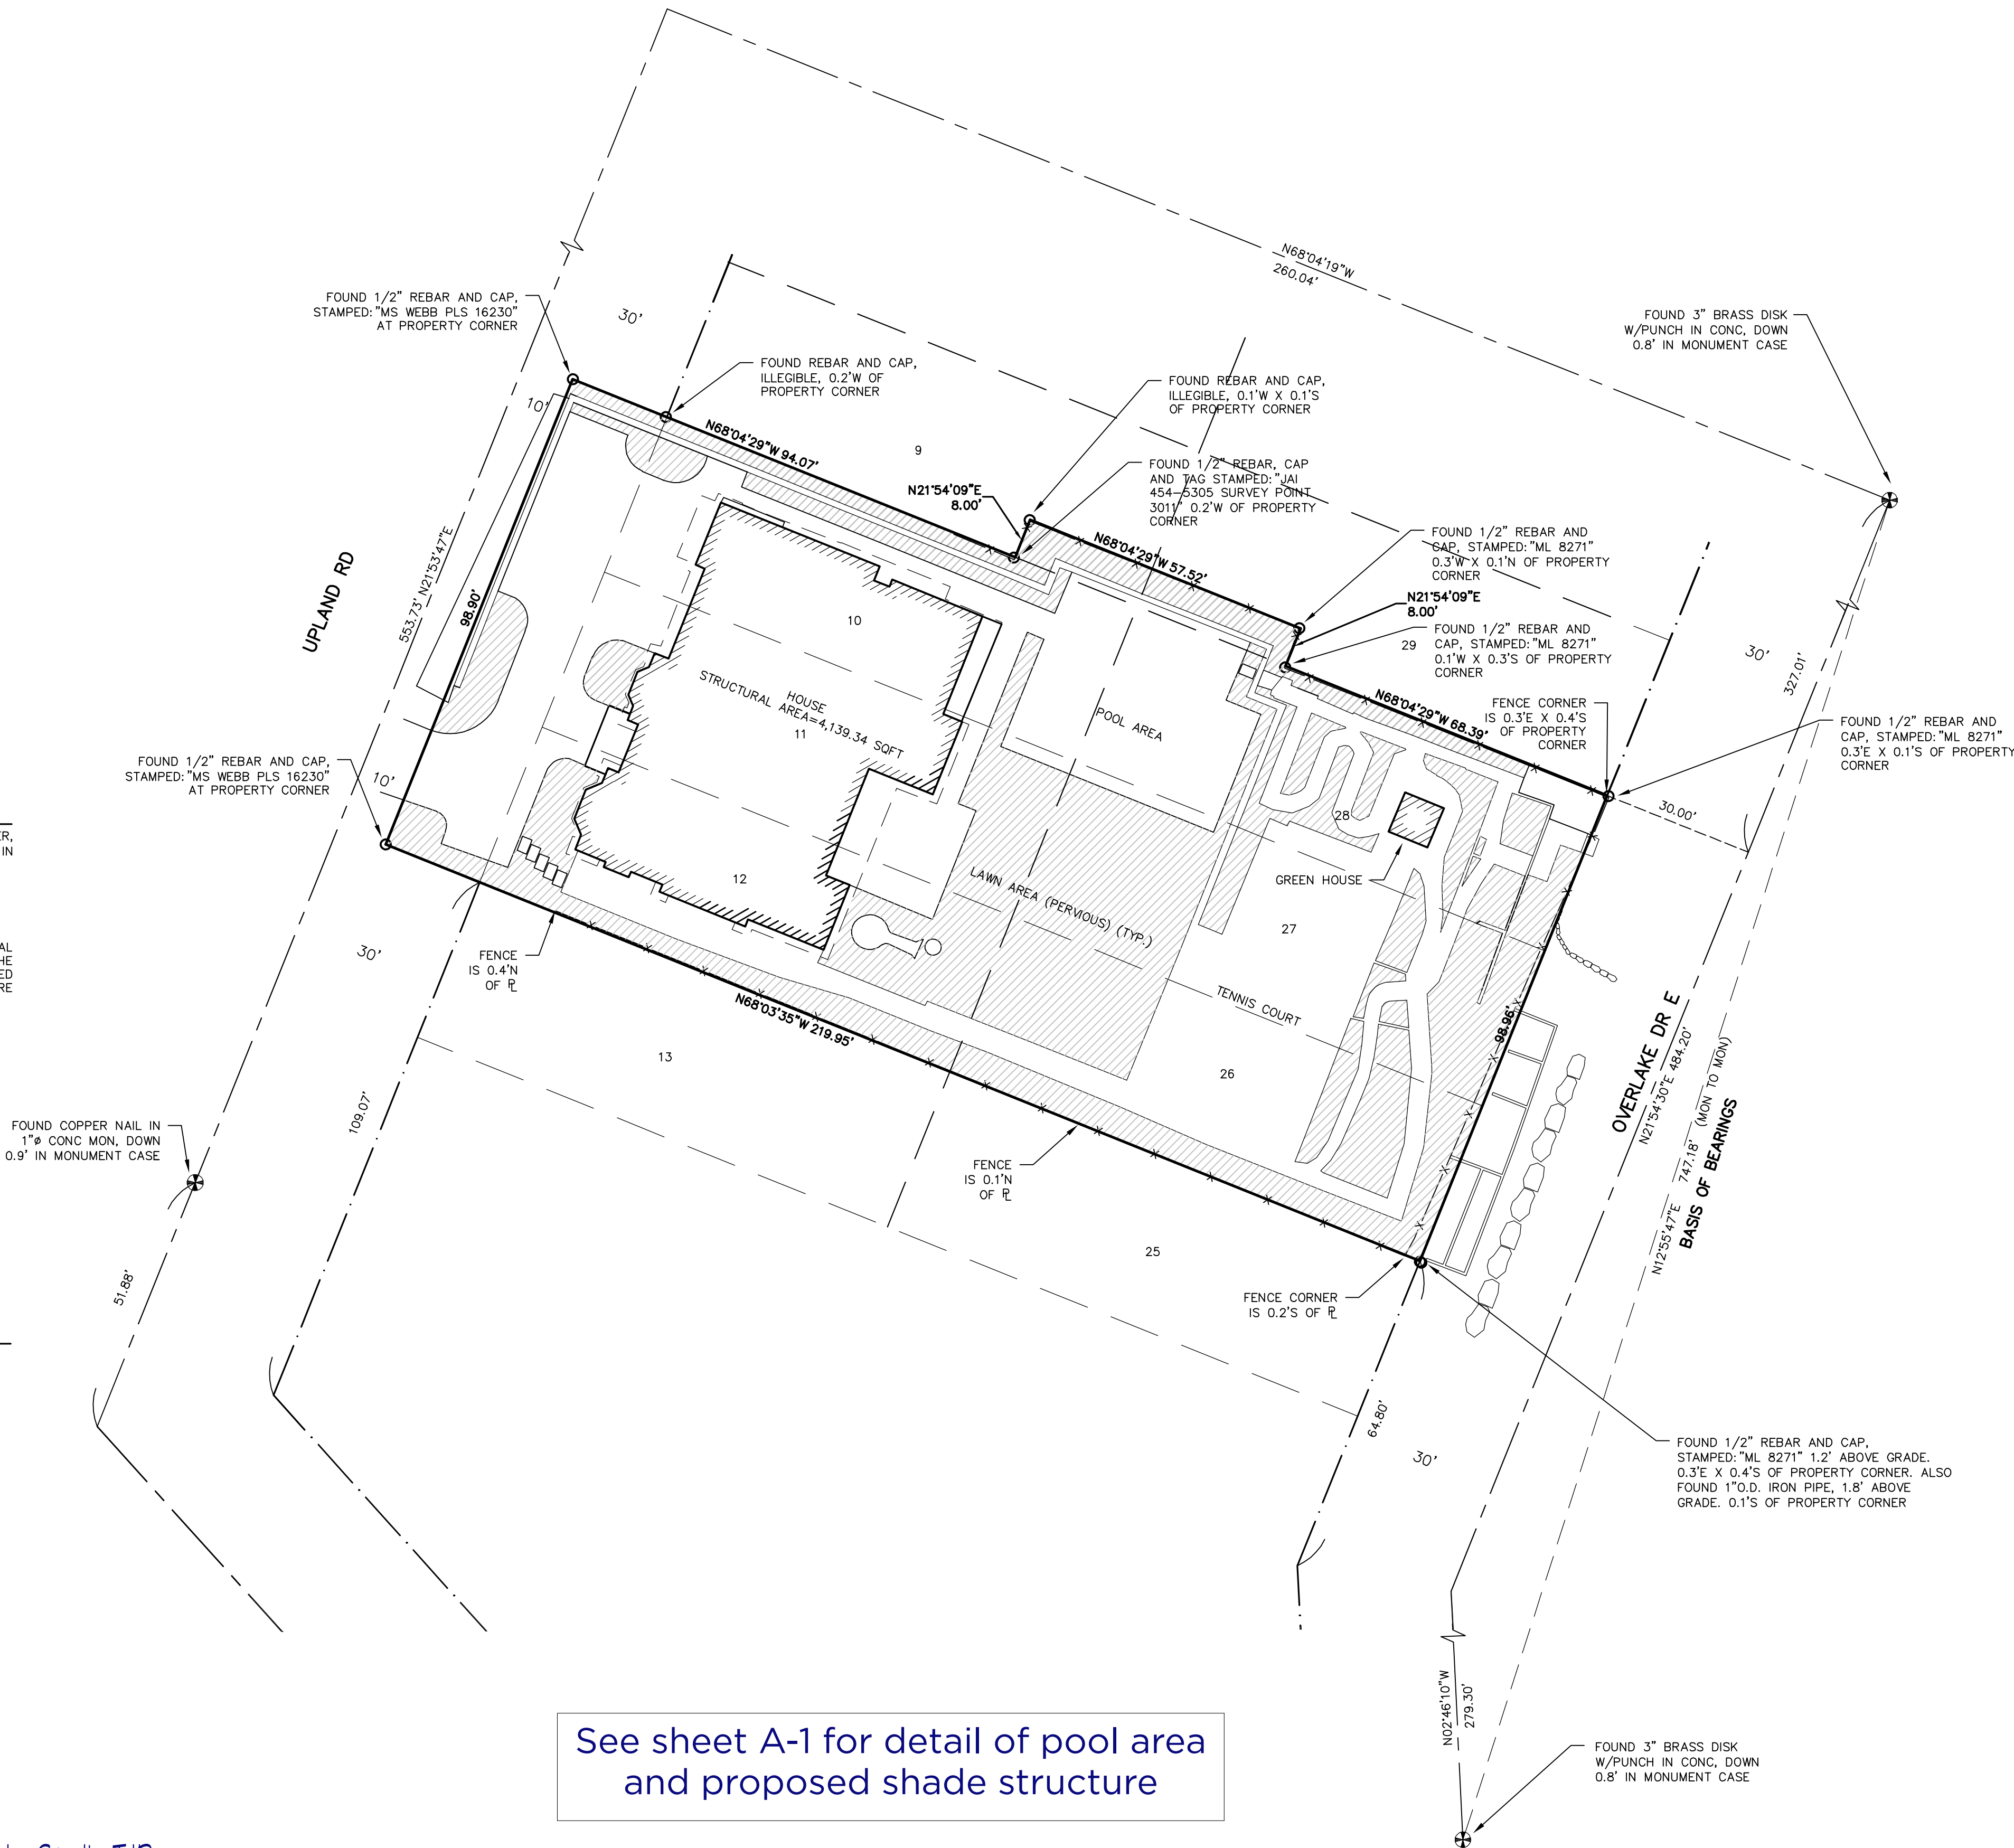 N68°04'19"W
260.04'
FOUND 1/2" REBAR AND CAP,
STAMPED:"MS WEBB PLS 16230"
AT PROPERTY CORNER
30'
FOUND 3" BRASS DISK
W/PUNCH IN CONC, DOWN
0.8' IN MONUMENT CASE
FOUND REBAR AND CAP,
ILLEGIBLE, 0.2'W OF
PROPERTY CORNER
FOUND REBAR AND CAP,
ILLEGIBLE, 0.1'W X 0.1'S
OF PROPERTY CORNER
10'
N68°04'29"W 94.07'
9
FOUND 1/2" REBAR, CAP
AND TAG STAMPED:"JAI
454-5305 SURVEY POINT
3011" 0.2'W OF PROPERTY
CORNER
N21°54'09"E
8.00'
FOUND 1/2" REBAR AND
CAP, STAMPED:"ML 8271"
0.3'W X 0.1'N OF PROPERTY
CORNER
N68°04'29"W 57.52'
N21°54'09"E
8.00'
553.73' N21°53'47"E
98.90'
UPLAND RD
10
29
FOUND 1/2" REBAR AND
CAP, STAMPED:"ML 8271"
0.1'W X 0.3'S OF PROPERTY
CORNER
30'
327.01'
HOUSE
STRUCTURAL AREA=4,139.34 SQFT
11
POOL AREA
N68°04'29"W 68.39'
FENCE CORNER
IS 0.3'E X 0.4'S
OF PROPERTY
CORNER
FOUND 1/2" REBAR AND
CAP, STAMPED:"ML 8271"
0.3'E X 0.1'S OF PROPERTY
CORNER
FOUND 1/2" REBAR AND CAP,
STAMPED:"MS WEBB PLS 16230"
AT PROPERTY CORNER
10'
30.00'
28
ER,
IN
12
GREEN HOUSE
LAWN AREA (PERVIOUS) (TYP.)
27
AL
HE
ED
RE
30'
FENCE
IS 0.4'N
OF ℄
N68°03'35"W 219.95'
TENNIS COURT
98.96'
OVERLAKE DR E
N21°54'30"E 484.20'
13
26
N12°55'47"E 747.18' (MON TO MON)
BASIS OF BEARINGS
109.07'
FOUND COPPER NAIL IN
1"ø CONC MON, DOWN
0.9' IN MONUMENT CASE
FENCE
IS 0.1'N
OF ℄
25
51.88'
FENCE CORNER
IS 0.2'S OF ℄
64.80'
30'
FOUND 1/2" REBAR AND CAP,
STAMPED:"ML 8271" 1.2' ABOVE GRADE.
0.3'E X 0.4'S OF PROPERTY CORNER. ALSO
FOUND 1"O.D. IRON PIPE, 1.8' ABOVE
GRADE. 0.1'S OF PROPERTY CORNER
N02°46'10"W
279.30'
See sheet A-1 for detail of pool area
and proposed shade structure
FOUND 3" BRASS DISK
W/PUNCH IN CONC, DOWN
0.8' IN MONUMENT CASE